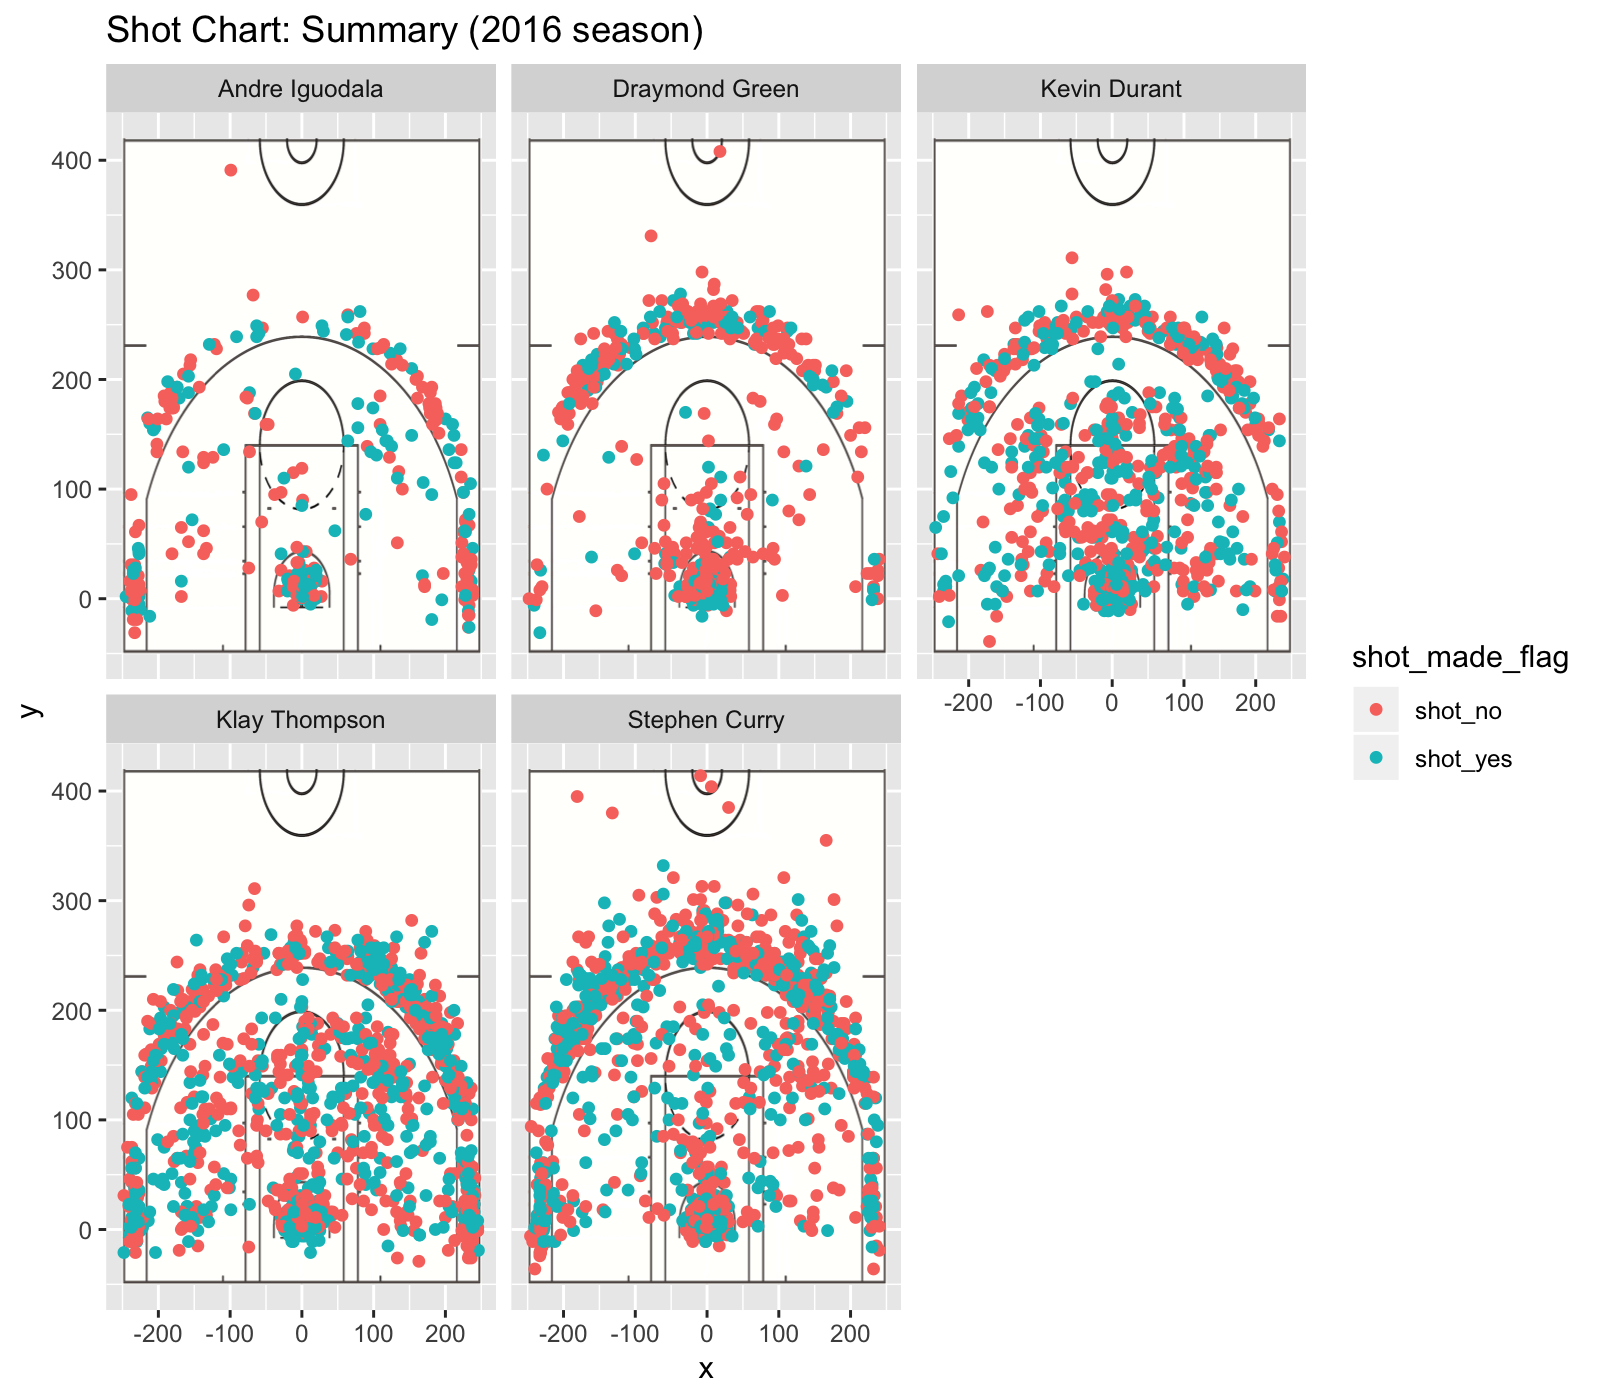 Shot Chart: Summary (2016 season)
Andre Iguodala
Draymond Green
Kevin Durant
400
300
200
100
0
-200 -100 0 100 200
shot_made_flag
shot_no
shot_yes
y
Klay Thompson
Stephen Curry
400
300
200
100
0
-200 -100 0 100 200
-200 -100 0 100 200
x